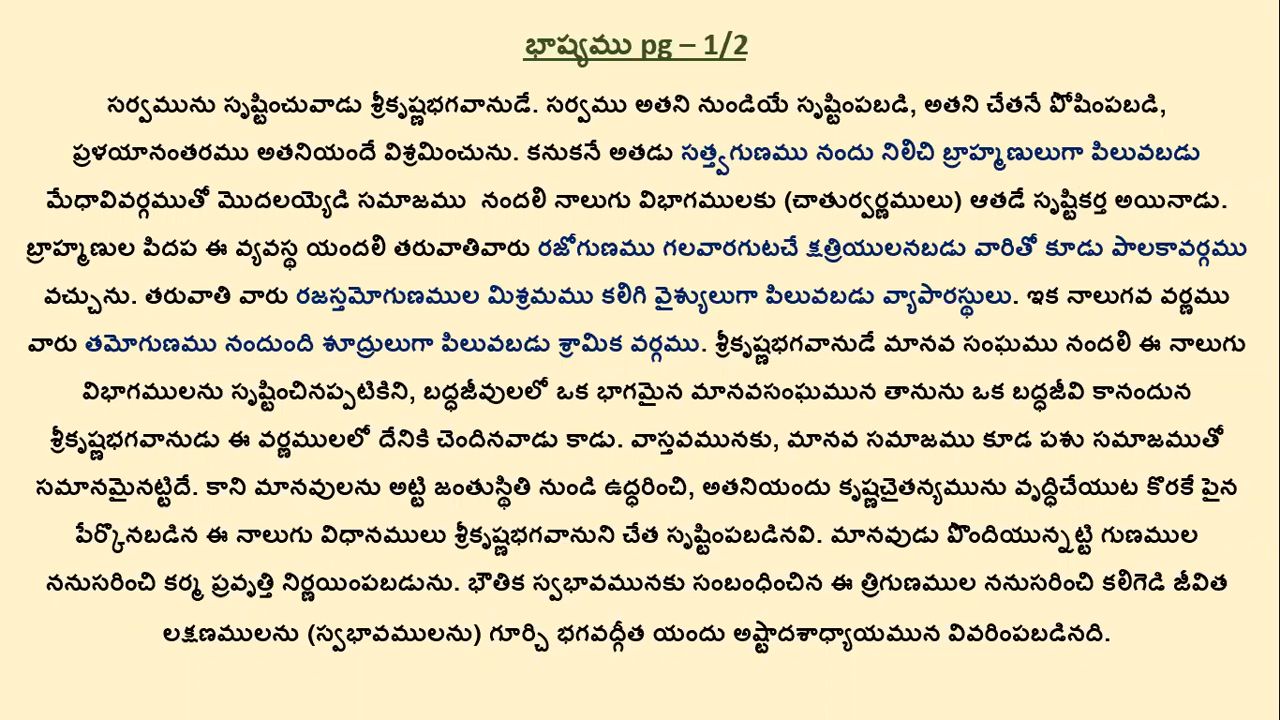 భాష్యము pg – 1/2
సర్వమును సృష్టించువాడు శ్రీకృష్ణభగవానుడే. సర్వము అతని నుండియే సృష్టింపబడి, అతని చేతనే పోషింపబడి,
ప్రళయానంతరము అతనియందే విశ్రమించును. కనుకనే అతడు సత్త్వగుణము నందు నిలిచి బ్రాహ్మణులుగా పిలువబడు
మేధావివర్గముతో మొదలయ్యెడి సమాజము నందలి నాలుగు విభాగములకు (చాతుర్వర్ణములు) ఆతడే సృష్టికర్త అయినాడు.
బ్రాహ్మణుల పిదప ఈ వ్యవస్థ యందలి తరువాతివారు రజోగుణము గలవారగుటచే క్షత్రియులనబడు వారితో కూడు పాలకావర్గము
వచ్చును. తరువాతి వారు రజస్తమోగుణముల మిశ్రమము కలిగి వైశ్యులుగా పిలువబడు వ్యాపారస్థులు. ఇక నాలుగవ వర్ణము
వారు తమోగుణము నందుంది శూద్రులుగా పిలువబడు శ్రామిక వర్గము. శ్రీకృష్ణభగవానుడే మానవ సంఘము నందలి ఈ నాలుగు
విభాగములను సృష్టించినప్పటికిని, బద్ధజీవులలో ఒక భాగమైన మానవసంఘమున తానును ఒక బద్ధజీవి కానందున
శ్రీకృష్ణభగవానుడు ఈ వర్ణములలో దేనికి చెందినవాడు కాడు. వాస్తవమునకు, మానవ సమాజము కూడ పశు సమాజముతో
సమానమైనట్టిదే. కాని మానవులను అట్టి జంతుస్థితి నుండి ఉద్ధరించి, అతనియందు కృష్ణచైతన్యమును వృద్ధిచేయుట కొరకే పైన
పేర్కొనబడిన ఈ నాలుగు విధానములు శ్రీకృష్ణభగవానుని చేత సృష్టింపబడినవి. మానవుడు పొందియున్నట్టి గుణముల
ననుసరించి కర్మ ప్రవృత్తి నిర్ణయింపబడును. భౌతిక స్వభావమునకు సంబంధించిన ఈ త్రిగుణముల ననుసరించి కలిగెడి జీవిత
లక్షణములను (స్వభావములను) గూర్చి భగవద్గీత యందు అష్టాదశాధ్యాయమున వివరింపబడినది.